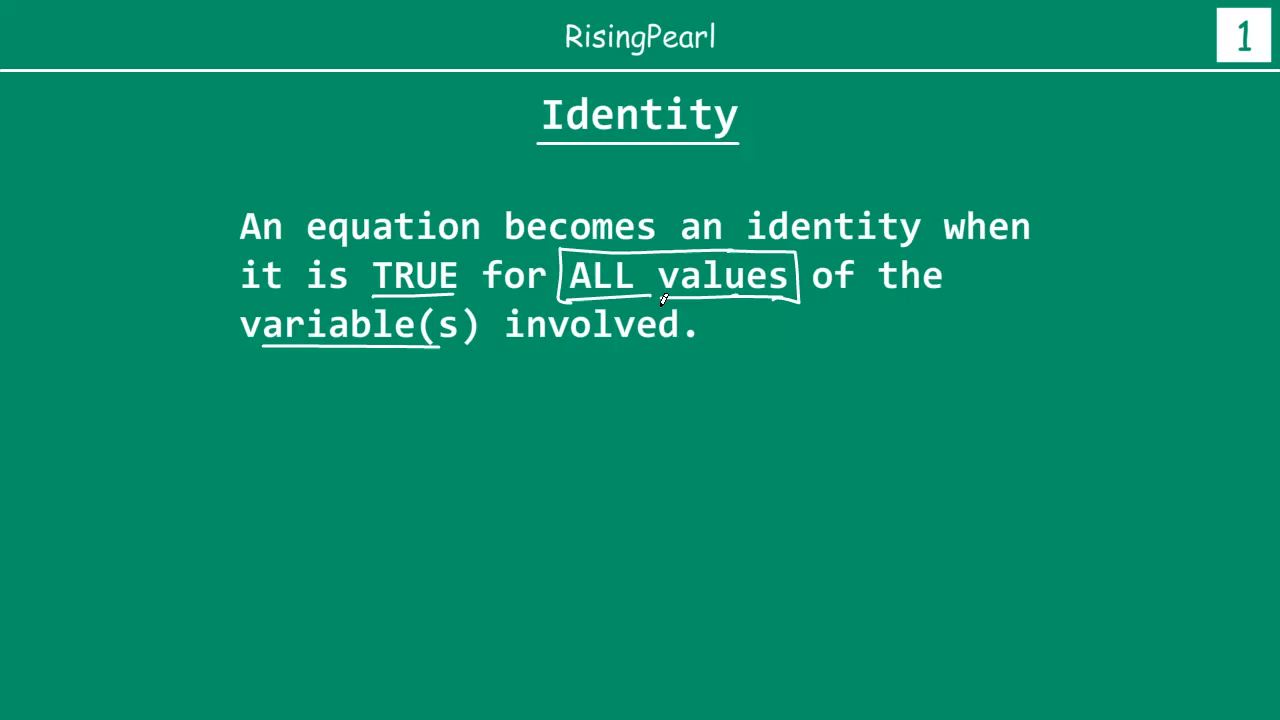 RisingPearl
1
Identity
An equation becomes an identity when
it is TRUE for ALL values of the
variable(s) involved.